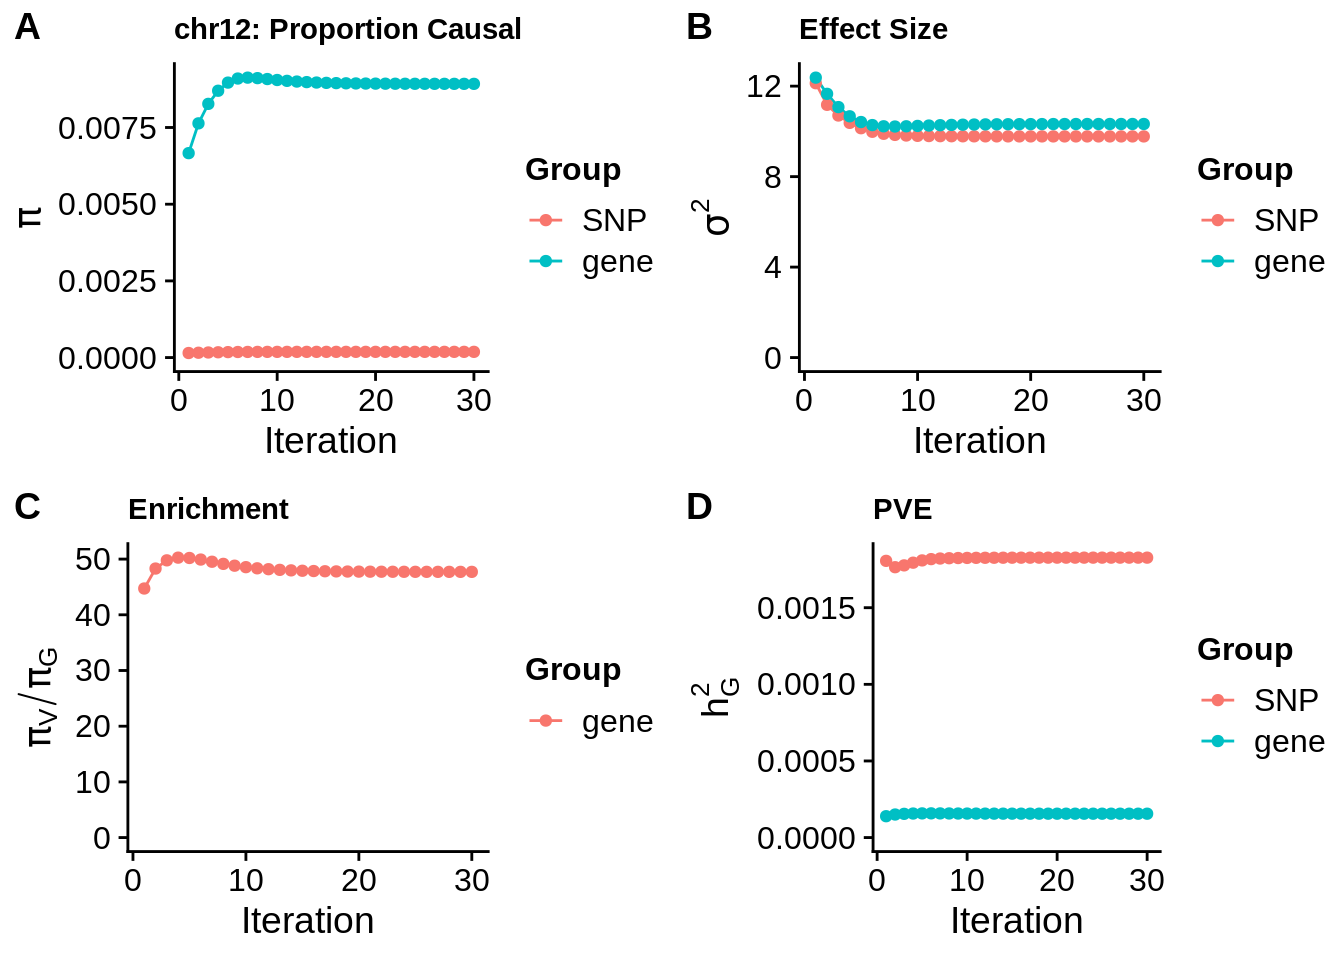 A
chr12: Proportion Causal
π
0.0075
0.0050
0.0025
0.0000
0 10 20 30
Iteration
Group
SNP
gene
B
Effect Size
σ²
12
8
4
0
0 10 20 30
Iteration
Group
SNP
gene
C
Enrichment
π_V/π_G
50
40
30
20
10
0
0 10 20 30
Iteration
Group
gene
D
PVE
h²_G
0.0015
0.0010
0.0005
0.0000
0 10 20 30
Iteration
Group
SNP
gene